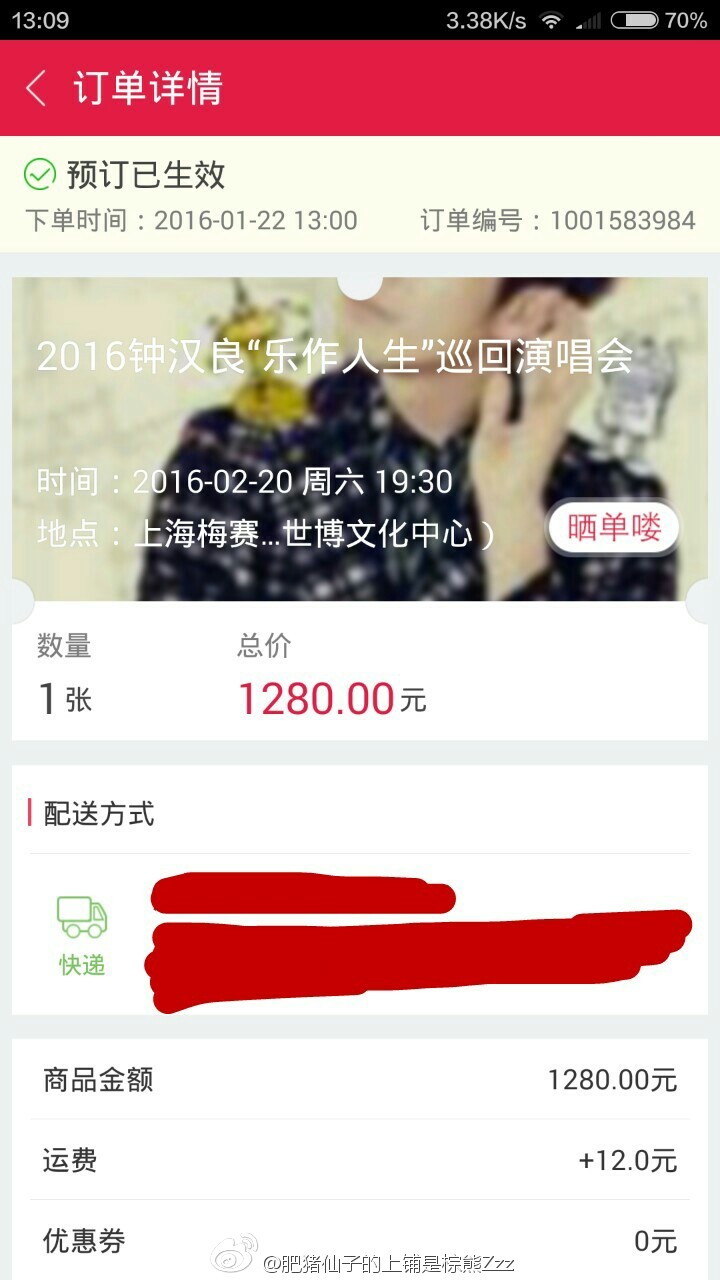 13:09 3.38K/s 70%
订单详情
预订已生效
下单时间：2016-01-22 13:00 订单编号：1001583984
2016钟汉良“乐作人生”巡回演唱会
时间：2016-02-20 周六 19:30
地点：上海梅赛...世博文化中心）
晒单喽
数量 总价
1张 1280.00元
配送方式
快递
商品金额 1280.00元
运费 +12.0元
优惠券 0元
@肥猪仙子的上铺是棕熊Zzz